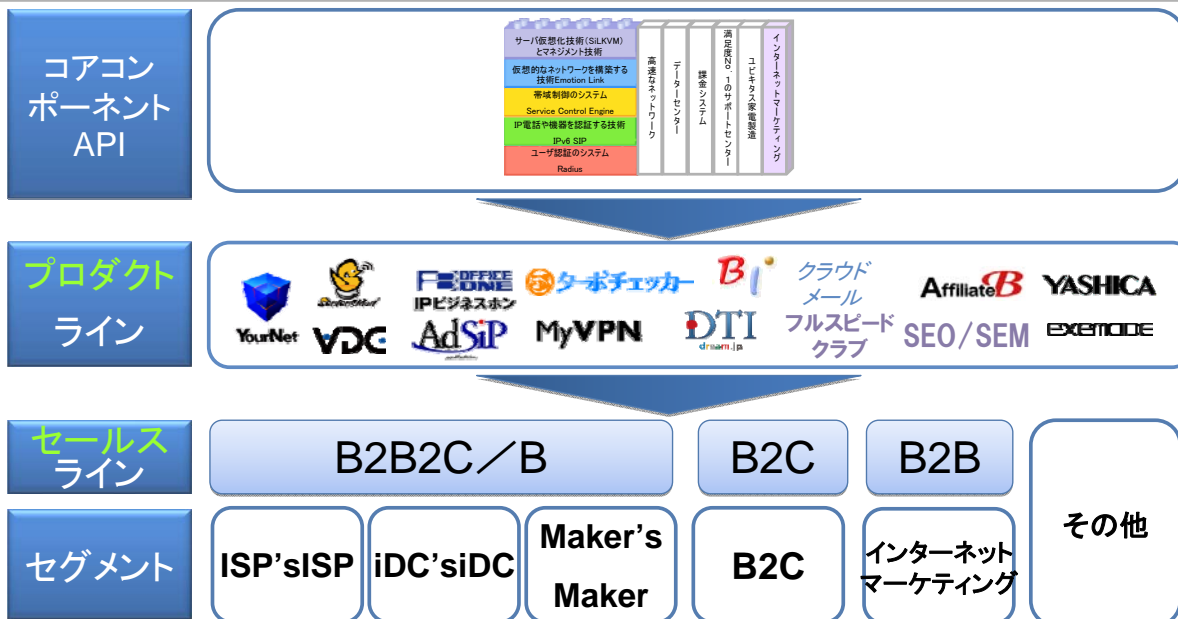 コアコン
ポーネント
API
サーバ仮想化技術(SiLKVM)
とマネジメント技術
仮想的なネットワークを構築する
技術Emotion Link
帯域制御のシステム
Service Control Engine
IP電話や機器を認証する技術
IPv6 SIP
ユーザ認証のシステム
Radius
高速なネットワーク
データーセンター
課金システム
満足度No.1のサポートセンター
ユビキタス家電製造
インターネットマーケティング
プロダクト
ライン
YourNet
VDC
OFFICE
ONE
IPビジネスホン
AdSiP
ターボチェッカー
MyVPN
Bi
DTI
dream.jp
クラウド
メール
フルスピード
クラブ
AffiliateB
SEO/SEM
YASHICA
EXEMODE
セールス
ライン
B2B2C/B
B2C
B2B
その他
セグメント
ISP'sISP
iDC'siDC
Maker's
Maker
B2C
インターネット
マーケティング